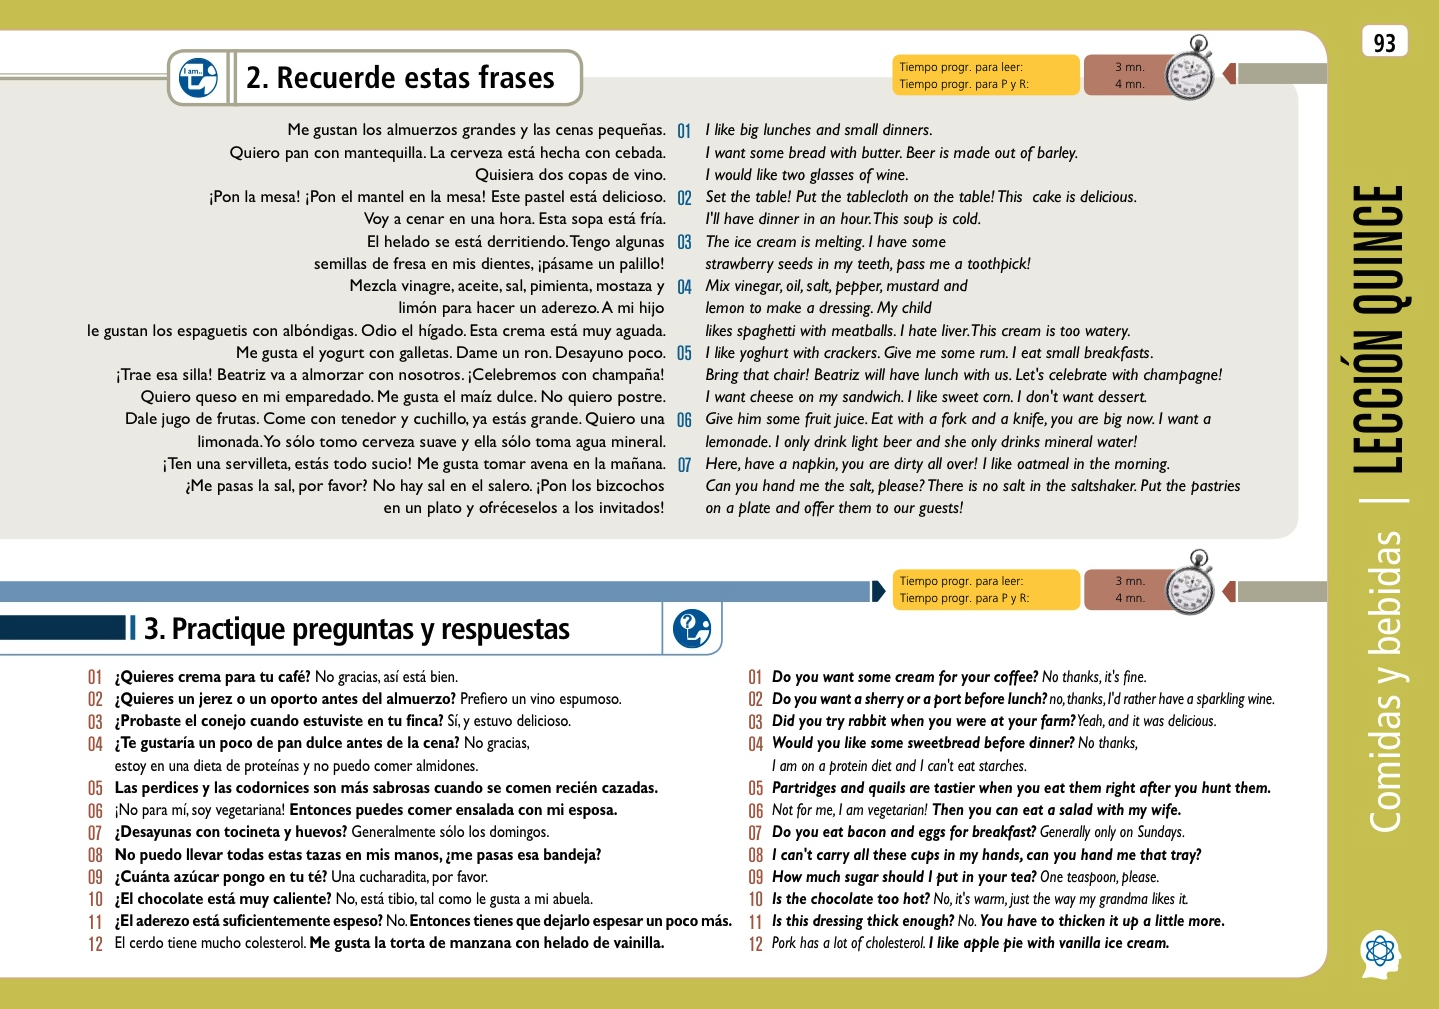 93
I am..
2. Recuerde estas frases
Tiempo progr. para leer: 3 mn.
Tiempo progr. para P y R: 4 mn.
Me gustan los almuerzos grandes y las cenas pequeñas. 01 I like big lunches and small dinners.
Quiero pan con mantequilla. La cerveza está hecha con cebada. I want some bread with butter. Beer is made out of barley.
Quisiera dos copas de vino. I would like two glasses of wine.
¡Pon la mesa! ¡Pon el mantel en la mesa! Este pastel está delicioso. 02 Set the table! Put the tablecloth on the table! This cake is delicious.
Voy a cenar en una hora. Esta sopa está fría. I'll have dinner in an hour. This soup is cold.
El helado se está derritiendo. Tengo algunas 03 The ice cream is melting. I have some
semillas de fresa en mis dientes, ¡pásame un palillo! strawberry seeds in my teeth, pass me a toothpick!
Mezcla vinagre, aceite, sal, pimienta, mostaza y 04 Mix vinegar, oil, salt, pepper, mustard and
limón para hacer un aderezo. A mi hijo lemon to make a dressing. My child
le gustan los espaguetis con albóndigas. Odio el hígado. Esta crema está muy aguada. likes spaghetti with meatballs. I hate liver. This cream is too watery.
Me gusta el yogurt con galletas. Dame un ron. Desayuno poco. 05 I like yoghurt with crackers. Give me some rum. I eat small breakfasts.
¡Trae esa silla! Beatriz va a almorzar con nosotros. ¡Celebremos con champaña! Bring that chair! Beatriz will have lunch with us. Let's celebrate with champagne!
Quiero queso en mi emparedado. Me gusta el maíz dulce. No quiero postre. I want cheese on my sandwich. I like sweet corn. I don't want dessert.
Dale jugo de frutas. Come con tenedor y cuchillo, ya estás grande. Quiero una 06 Give him some fruit juice. Eat with a fork and a knife, you are big now. I want a
limonada. Yo sólo tomo cerveza suave y ella sólo toma agua mineral. lemonade. I only drink light beer and she only drinks mineral water!
¡Ten una servilleta, estás todo sucio! Me gusta tomar avena en la mañana. 07 Here, have a napkin, you are dirty all over! I like oatmeal in the morning.
¿Me pasas la sal, por favor? No hay sal en el salero. ¡Pon los bizcochos Can you hand me the salt, please? There is no salt in the saltshaker. Put the pastries
en un plato y ofréceselos a los invitados! on a plate and offer them to our guests!
Tiempo progr. para leer: 3 mn.
Tiempo progr. para P y R: 4 mn.
3. Practique preguntas y respuestas
?
01 ¿Quieres crema para tu café? No gracias, así está bien.
02 ¿Quieres un jerez o un oporto antes del almuerzo? Prefiero un vino espumoso.
03 ¿Probaste el conejo cuando estuviste en tu finca? Sí, y estuvo delicioso.
04 ¿Te gustaría un poco de pan dulce antes de la cena? No gracias,
estoy en una dieta de proteínas y no puedo comer almidones.
05 Las perdices y las codornices son más sabrosas cuando se comen recién cazadas.
06 ¡No para mí, soy vegetariana! Entonces puedes comer ensalada con mi esposa.
07 ¿Desayunas con tocineta y huevos? Generalmente sólo los domingos.
08 No puedo llevar todas estas tazas en mis manos, ¿me pasas esa bandeja?
09 ¿Cuánta azúcar pongo en tu té? Una cucharadita, por favor.
10 ¿El chocolate está muy caliente? No, está tibio, tal como le gusta a mi abuela.
11 ¿El aderezo está suficientemente espeso? No. Entonces tienes que dejarlo espesar un poco más.
12 El cerdo tiene mucho colesterol. Me gusta la torta de manzana con helado de vainilla.
01 Do you want some cream for your coffee? No thanks, it's fine.
02 Do you want a sherry or a port before lunch? no, thanks, I'd rather have a sparkling wine.
03 Did you try rabbit when you were at your farm? Yeah, and it was delicious.
04 Would you like some sweetbread before dinner? No thanks,
I am on a protein diet and I can't eat starches.
05 Partridges and quails are tastier when you eat them right after you hunt them.
06 Not for me, I am vegetarian! Then you can eat a salad with my wife.
07 Do you eat bacon and eggs for breakfast? Generally only on Sundays.
08 I can't carry all these cups in my hands, can you hand me that tray?
09 How much sugar should I put in your tea? One teaspoon, please.
10 Is the chocolate too hot? No, it's warm, just the way my grandma likes it.
11 Is this dressing thick enough? No. You have to thicken it up a little more.
12 Pork has a lot of cholesterol. I like apple pie with vanilla ice cream.
Comidas y bebidas | LECCIÓN QUINCE